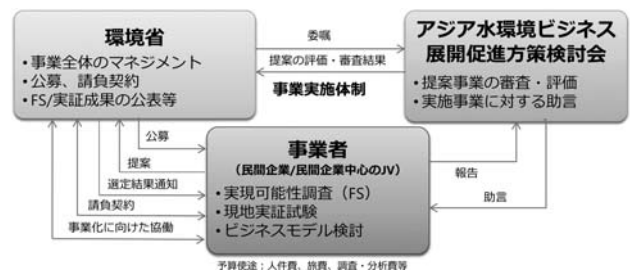 環境省
・事業全体のマネジメント
・公募、請負契約
・FS/実証成果の公表等
委嘱
提案の評価・審査結果
事業実施体制
アジア水環境ビジネス
展開促進方策検討会
・提案事業の審査・評価
・実施事業に対する助言
公募
提案
選定結果通知
請負契約
事業化に向けた協働
事業者
（民間企業/民間企業中心のJV）
・実現可能性調査（FS）
・現地実証試験
・ビジネスモデル検討
報告
助言
予算使途：人件費、旅費、調査・分析費等